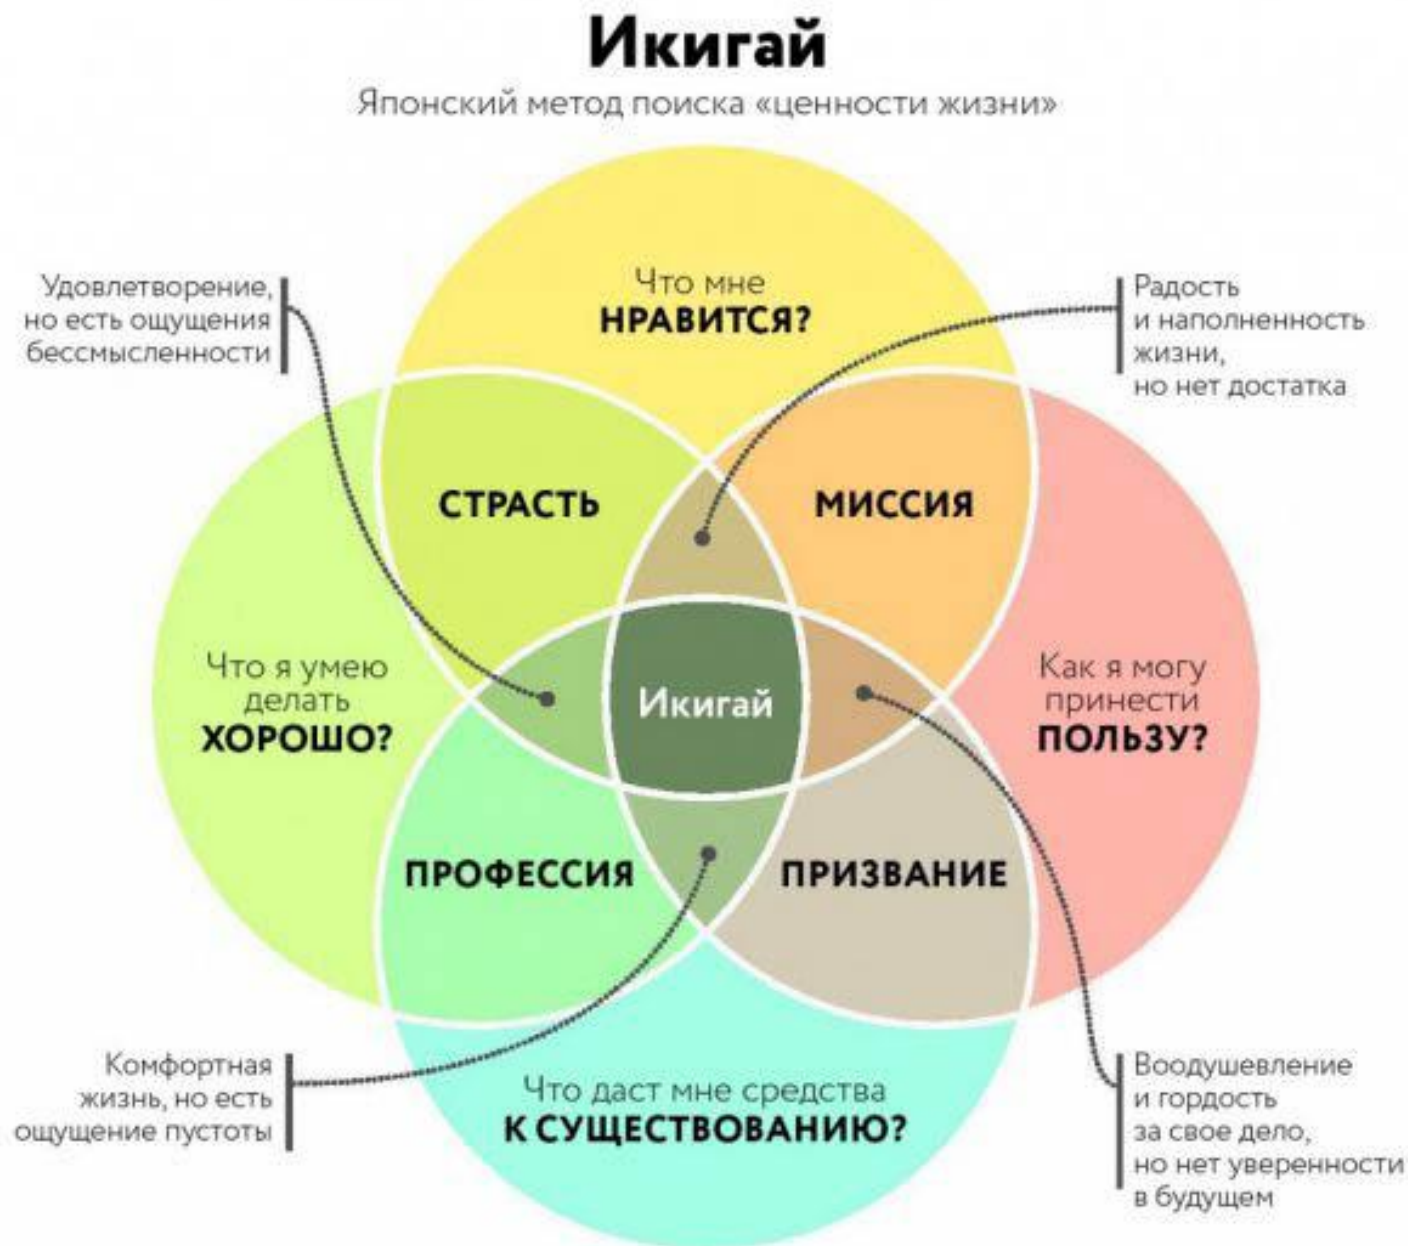 Икигай
Японский метод поиска «ценности жизни»
Удовлетворение,
но есть ощущения
бессмысленности
Что мне
НРАВИТСЯ?
Радость
и наполненность
жизни,
но нет достатка
СТРАСТЬ
МИССИЯ
Что я умею
делать
ХОРОШО?
Икигай
Как я могу
принести
ПОЛЬЗУ?
ПРОФЕССИЯ
ПРИЗВАНИЕ
Комфортная
жизнь, но есть
ощущение пустоты
Что даст мне средства
К СУЩЕСТВОВАНИЮ?
Воодушевление
и гордость
за свое дело,
но нет уверенности
в будущем